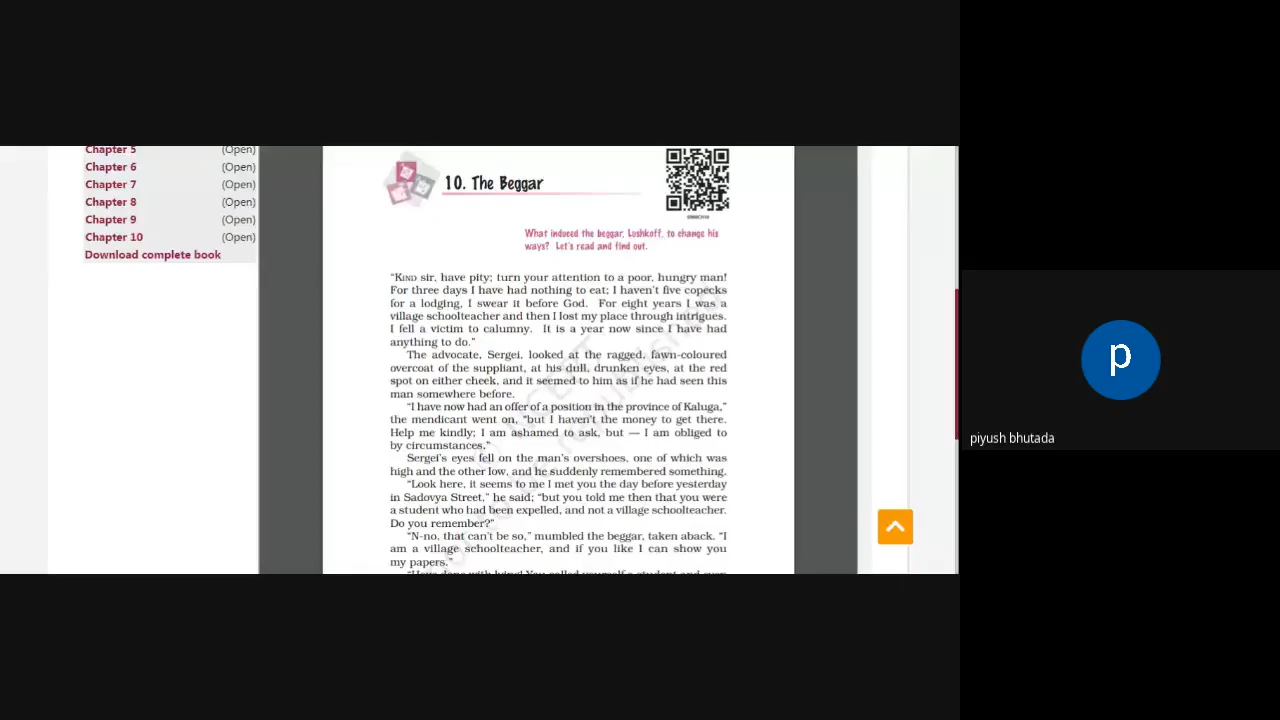 Chapter 5 (Open)
Chapter 6 (Open)
Chapter 7 (Open)
Chapter 8 (Open)
Chapter 9 (Open)
Chapter 10 (Open)
Download complete book
10. The Beggar
What induced the beggar, Lushkoff, to change his
ways? Let's read and find out.
“KIND sir, have pity; turn your attention to a poor, hungry man!
For three days I have had nothing to eat; I haven't five copecks
for a lodging, I swear it before God. For eight years I was a
village schoolteacher and then I lost my place through intrigues.
I fell a victim to calumny. It is a year now since I have had
anything to do.”
The advocate, Sergei, looked at the ragged, fawn-coloured
overcoat of the suppliant, at his dull, drunken eyes, at the red
spot on either cheek, and it seemed to him as if he had seen this
man somewhere before.
“I have now had an offer of a position in the province of Kaluga,”
the mendicant went on, “but I haven't the money to get there.
Help me kindly; I am ashamed to ask, but — I am obliged to
by circumstances.”
Sergei's eyes fell on the man's overshoes, one of which was
high and the other low, and he suddenly remembered something.
“Look here, it seems to me I met you the day before yesterday
in Sadovya Street,” he said; “but you told me then that you were
a student who had been expelled, and not a village schoolteacher.
Do you remember?”
“N-no, that can't be so,” mumbled the beggar, taken aback. “I
am a village schoolteacher, and if you like I can show you
my papers.”
“Have done with lying! You called yourself a student and even
p
piyush bhutada